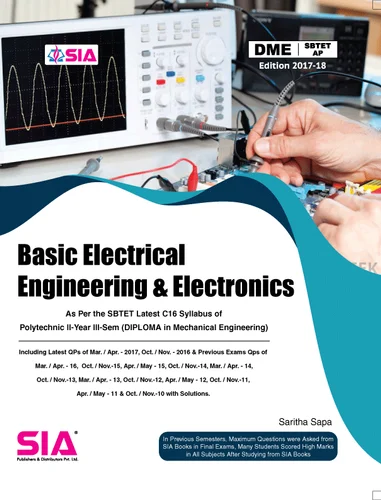 SIA
DME SBTET
AP
Edition 2017-18
Basic Electrical
Engineering & Electronics
As Per the SBTET Latest C16 Syllabus of
Polytechnic II-Year III-Sem (DIPLOMA in Mechanical Engineering)
Including Latest QPs of Mar. / Apr. - 2017, Oct. / Nov. - 2016 & Previous Exams Qps of
Mar. / Apr. - 16, Oct. / Nov.-15, Apr. / May - 15, Oct. / Nov.-14, Mar. / Apr. - 14,
Oct. / Nov.-13, Mar. / Apr. - 13, Oct. / Nov.-12, Apr. / May - 12, Oct. / Nov.-11,
Apr. / May - 11 & Oct. / Nov.-10 with Solutions.
Saritha Sapa
SIA
Publishers & Distributors Pvt. Ltd.
In Previous Semesters, Maximum Questions were Asked from
SIA Books in Final Exams, Many Students Scored High Marks
in All Subjects After Studying from SIA Books